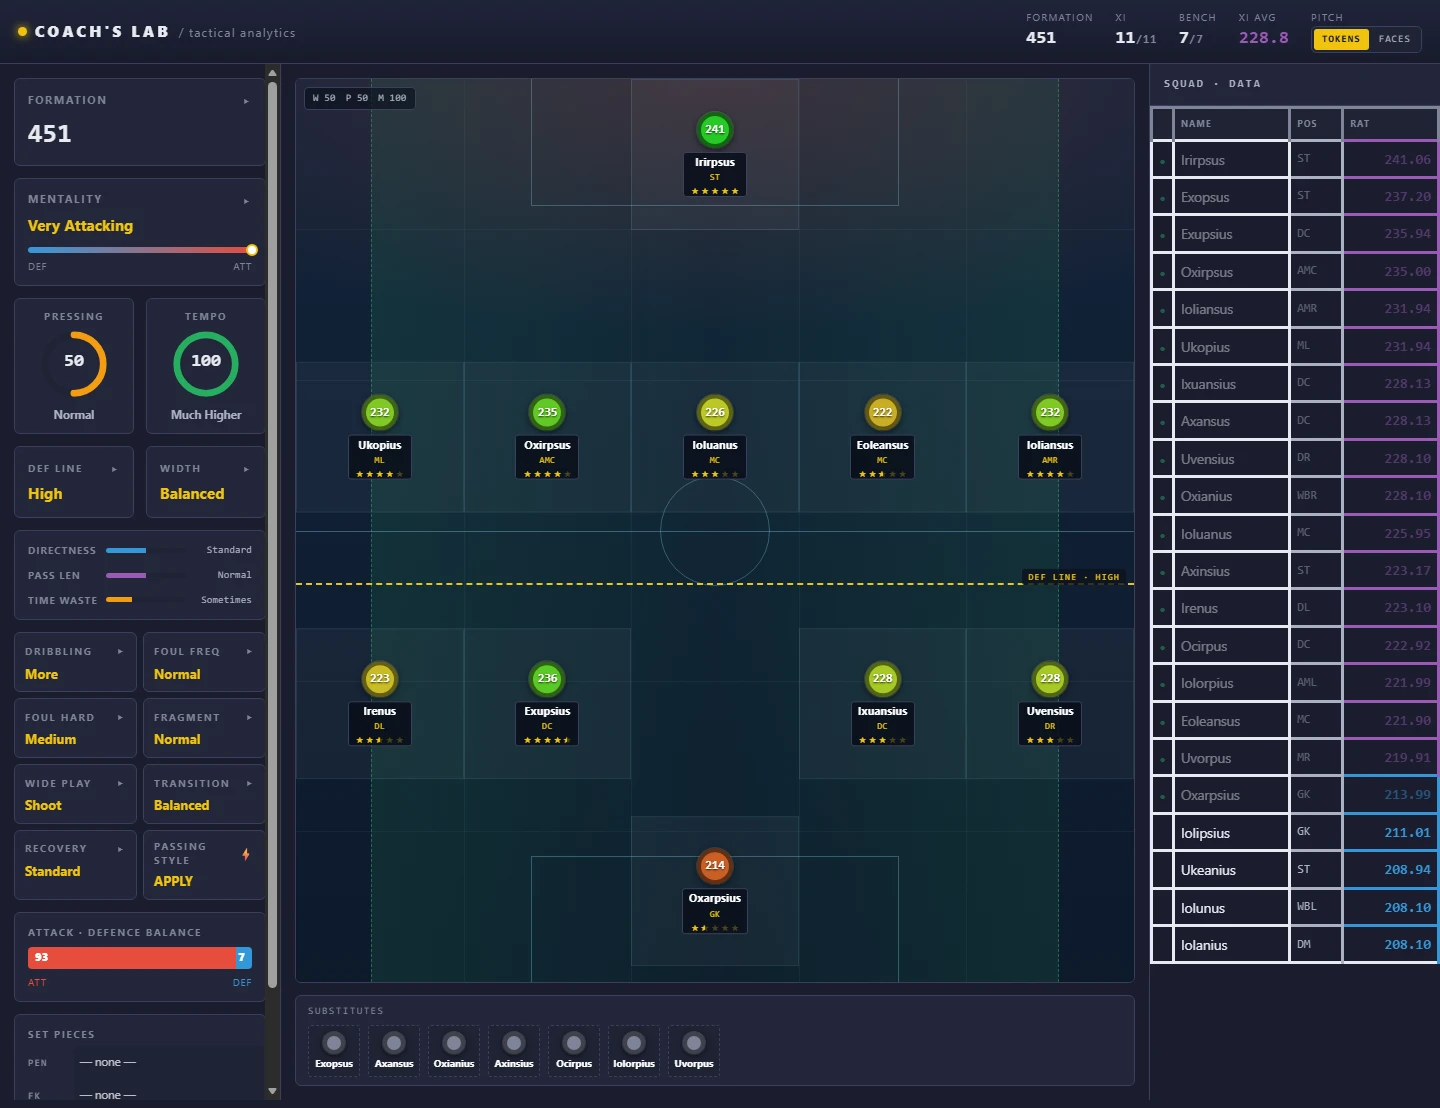 COACH'S LAB / tactical analytics
FORMATION
451
XI
11/11
BENCH
7/7
XI AVG
228.8
PITCH
TOKENS FACES
FORMATION
451
MENTALITY
Very Attacking
DEF ATT
PRESSING
50
Normal
TEMPO
100
Much Higher
DEF LINE
High
WIDTH
Balanced
DIRECTNESS Standard
PASS LEN Normal
TIME WASTE Sometimes
DRIBBLING
More
FOUL FREQ
Normal
FOUL HARD
Medium
FRAGMENT
Normal
WIDE PLAY
Shoot
TRANSITION
Balanced
RECOVERY
Standard
PASSING
STYLE
APPLY
ATTACK · DEFENCE BALANCE
93 7
ATT DEF
SET PIECES
PEN — none —
FK — none —
W 50 P 50 M 100
241
Irirpsus
ST
232
Ukopius
ML
235
Oxirpsus
AMC
226
Ioluanus
MC
222
Eoleansus
MC
232
Ioliansus
AMR
DEF LINE · HIGH
223
Irenus
DL
236
Exupsius
DC
228
Ixuansius
DC
228
Uvensius
DR
214
Oxarpsius
GK
SUBSTITUTES
Exopsus Axansus Oxianius Axinsius Ocirpus Iolorpius Uvorpus
SQUAD · DATA
NAME POS RAT
Irirpsus ST 241.06
Exopsus ST 237.20
Exupsius DC 235.94
Oxirpsus AMC 235.00
Ioliansus AMR 231.94
Ukopius ML 231.94
Ixuansius DC 228.13
Axansus DC 228.13
Uvensius DR 228.10
Oxianius WBR 228.10
Ioluanus MC 225.95
Axinsius ST 223.17
Irenus DL 223.10
Ocirpus DC 222.92
Iolorpius AML 221.99
Eoleansus MC 221.90
Uvorpus MR 219.91
Oxarpsius GK 213.99
Iolipsius GK 211.01
Ukeanius ST 208.94
Iolunus WBL 208.10
Iolanius DM 208.10